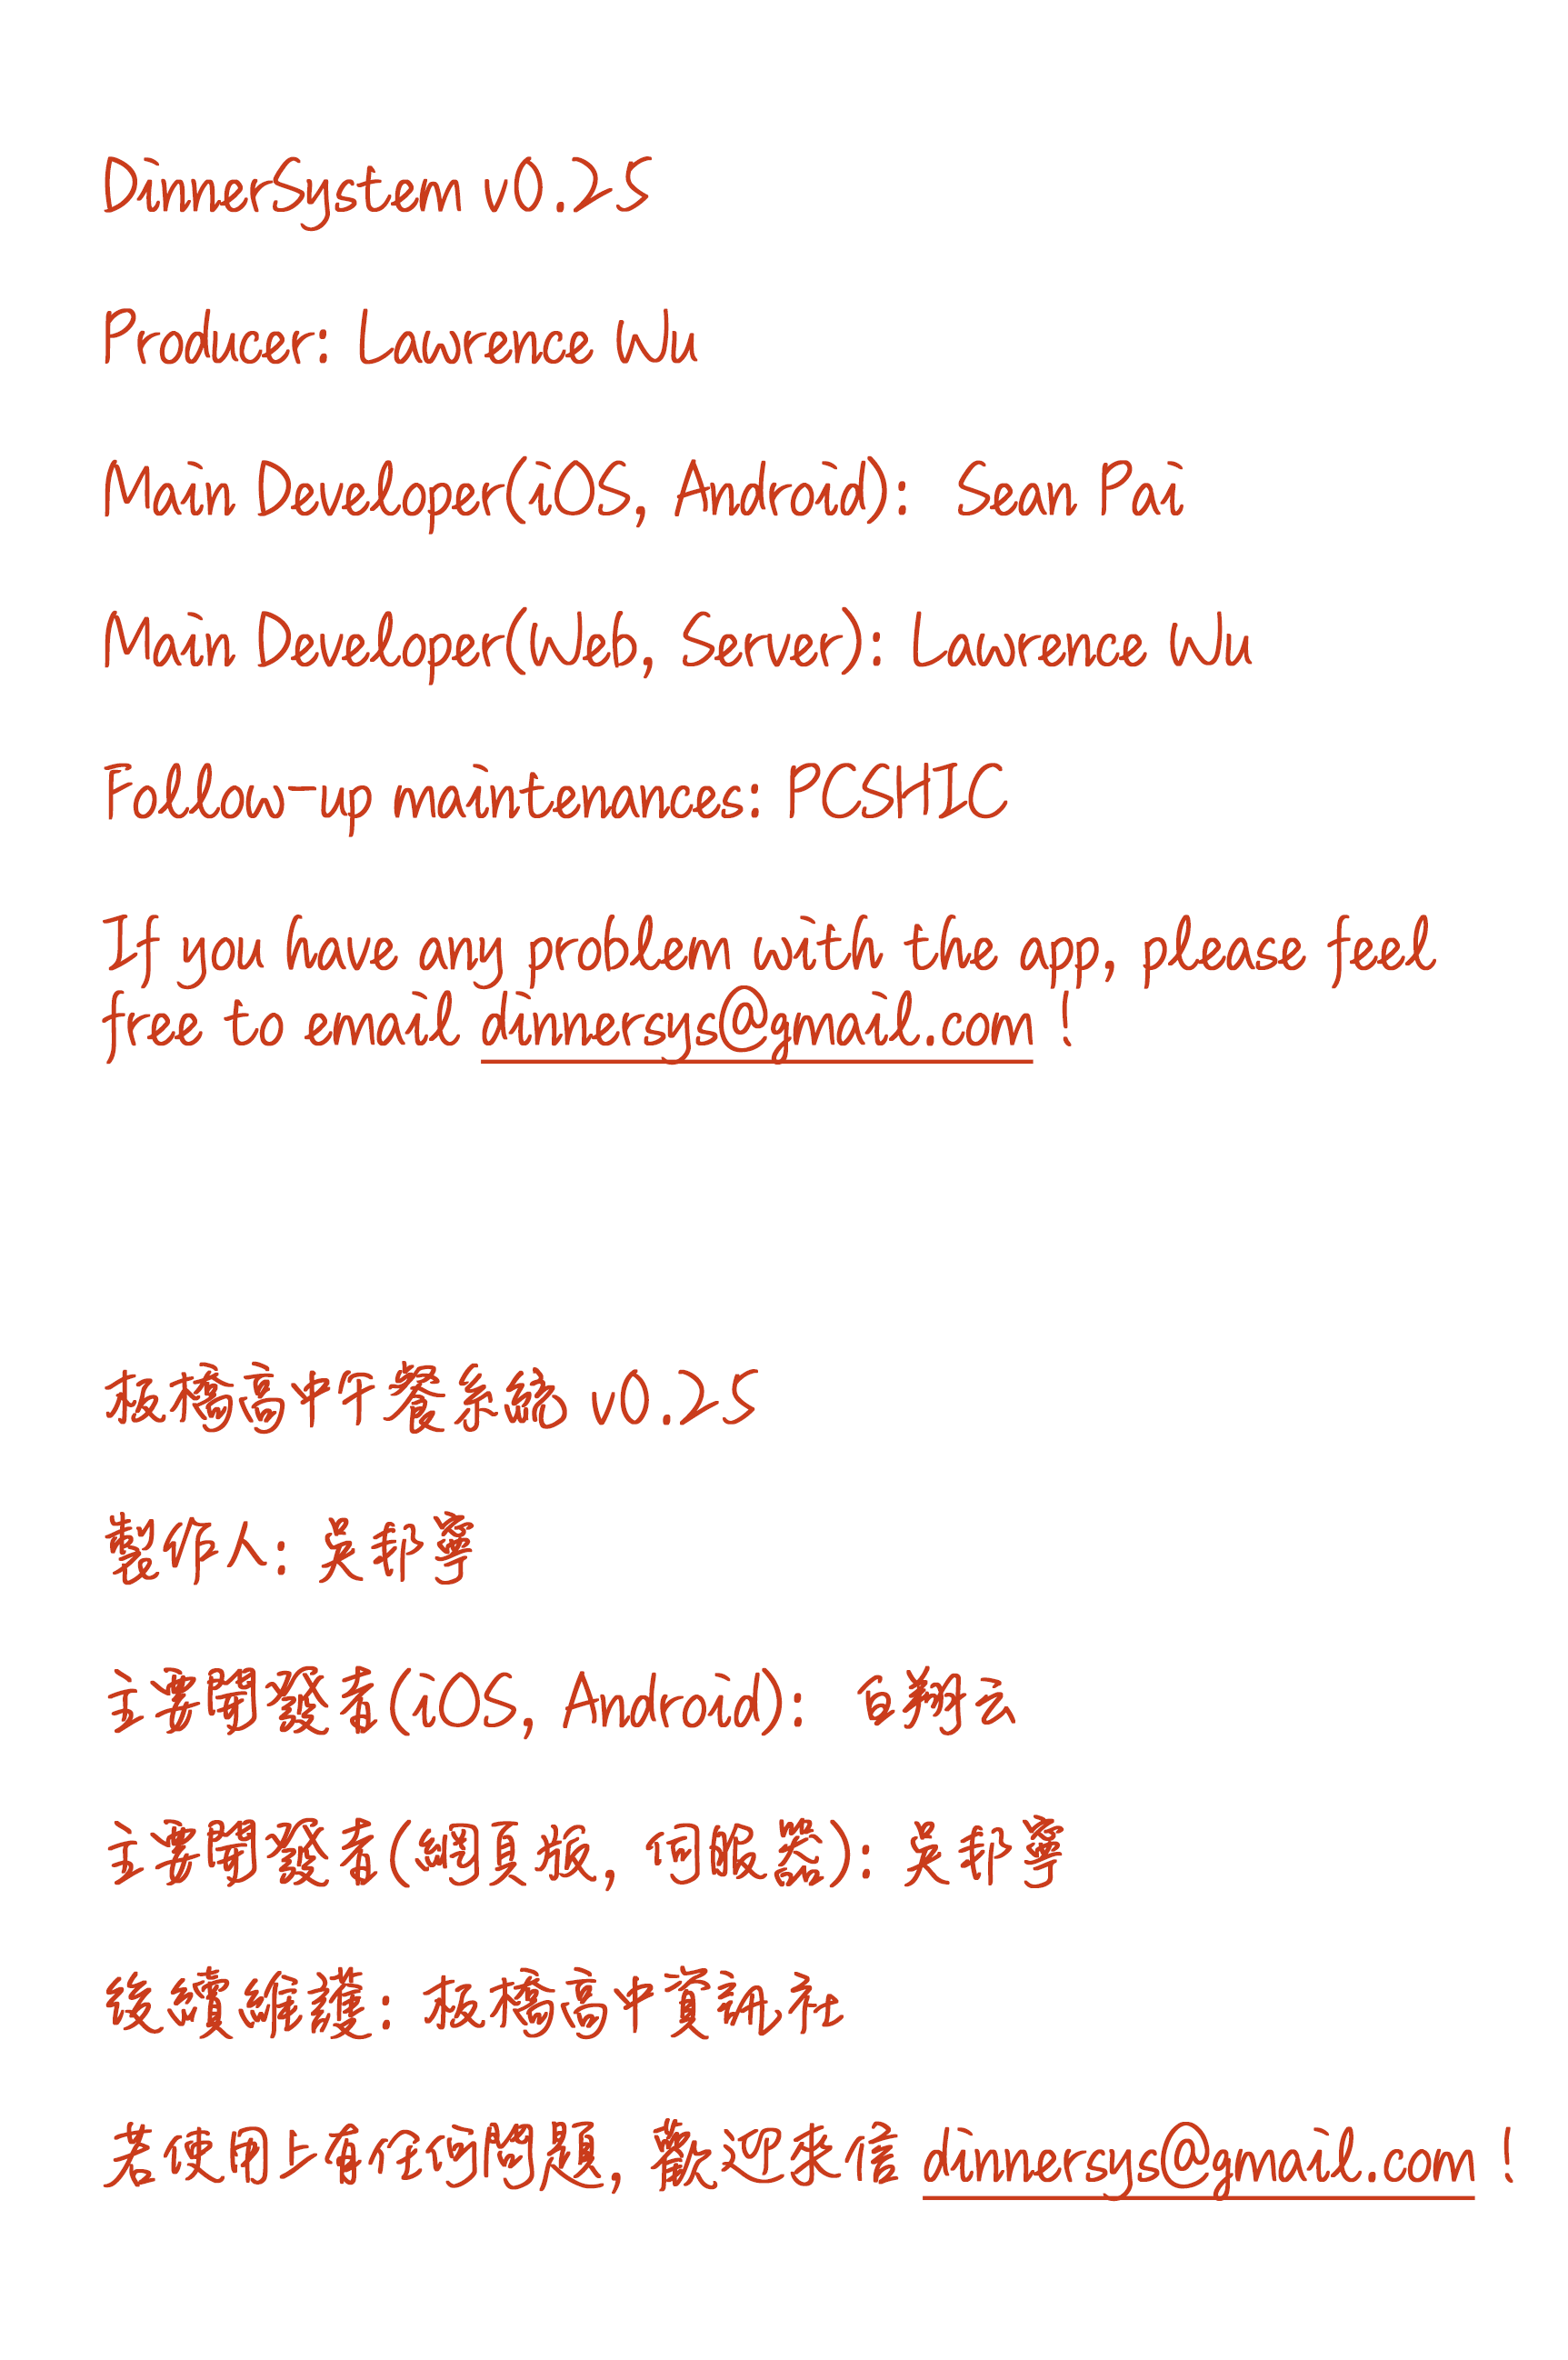 DinnerSystem v0.25
Producer: Lawrence Wu
Main Developer(iOS, Android):  Sean Pai
Main Developer(Web, Server): Lawrence Wu
Follow-up maintenances: PCSHIC
If you have any problem with the app, please feel
free to email dinnersys@gmail.com !
板橋高中午餐系統 v0.25
製作人: 吳邦寧
主要開發者(iOS, Android):  白翔云
主要開發者(網頁版, 伺服器): 吳邦寧
後續維護: 板橋高中資訊社
若使用上有任何問題, 歡迎來信 dinnersys@gmail.com !